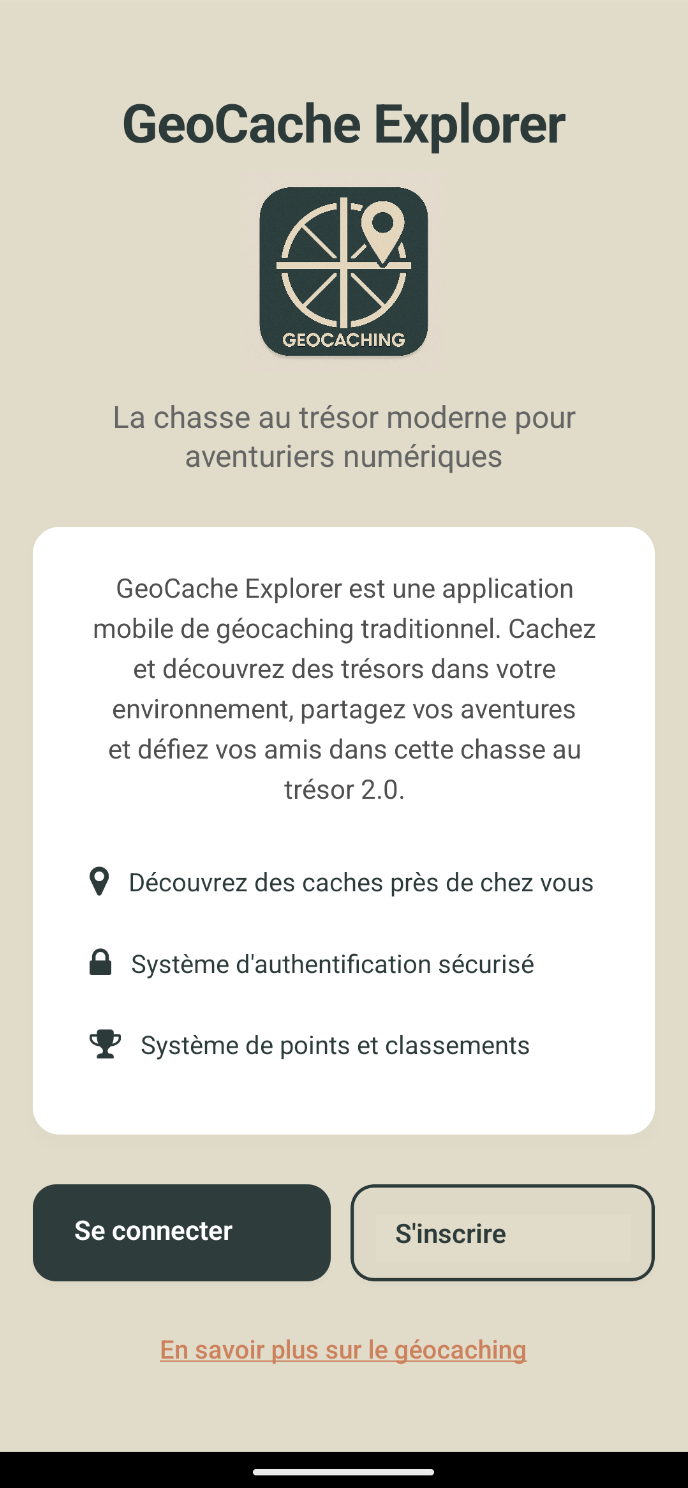 GeoCache Explorer
GEOCACHING
La chasse au trésor moderne pour
aventuriers numériques
GeoCache Explorer est une application
mobile de géocaching traditionnel. Cachez
et découvrez des trésors dans votre
environnement, partagez vos aventures
et défiez vos amis dans cette chasse au
trésor 2.0.
Découvrez des caches près de chez vous
Système d'authentification sécurisé
Système de points et classements
Se connecter
S'inscrire
En savoir plus sur le géocaching